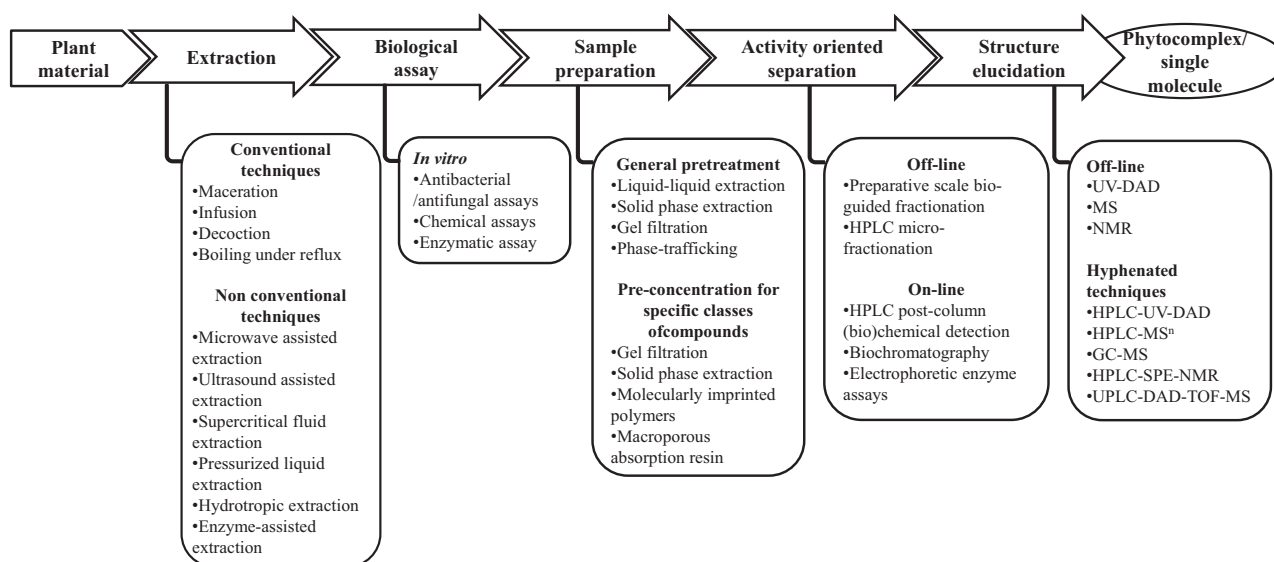 Plant
material
Extraction
Biological
assay
Sample
preparation
Activity oriented
separation
Structure
elucidation
Phytocomplex/
single
molecule
Conventional
techniques
•Maceration
•Infusion
•Decoction
•Boiling under reflux
Non conventional
techniques
•Microwave assisted
extraction
•Ultrasound assisted
extraction
•Supercritical fluid
extraction
•Pressurized liquid
extraction
•Hydrotropic extraction
•Enzyme-assisted
extraction
In vitro
•Antibacterial
/antifungal assays
•Chemical assays
•Enzymatic assay
General pretreatment
•Liquid-liquid extraction
•Solid phase extraction
•Gel filtration
•Phase-trafficking
Pre-concentration for
specific classes
ofcompounds
•Gel filtration
•Solid phase extraction
•Molecularly imprinted
polymers
•Macroporous
absorption resin
Off-line
•Preparative scale bio-
guided fractionation
•HPLC micro-
fractionation
On-line
•HPLC post-column
(bio)chemical detection
•Biochromatography
•Electrophoretic enzyme
assays
Off-line
•UV-DAD
•MS
•NMR
Hyphenated
techniques
•HPLC-UV-DAD
•HPLC-MSⁿ
•GC-MS
•HPLC-SPE-NMR
•UPLC-DAD-TOF-MS